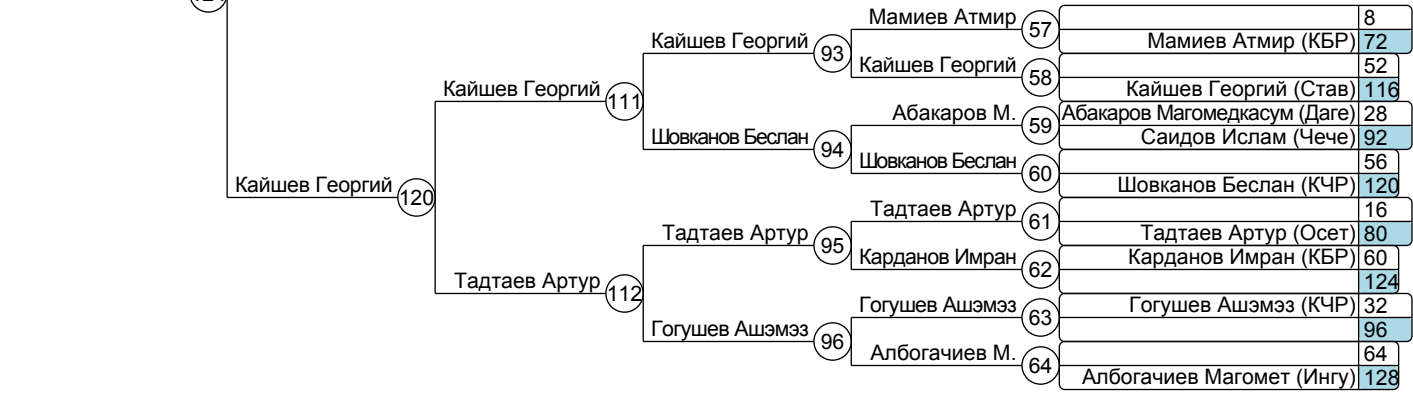 Мамиев Атмир 57 8
Мамиев Атмир (КБР) 72
Кайшев Георгий 93
Кайшев Георгий 58 52
Кайшев Георгий (Став) 116
Кайшев Георгий 111
Абакаров М. 59 Абакаров Магомедкасум (Даге) 28
Саидов Ислам (Чече) 92
Шовканов Беслан 94
Шовканов Беслан 60 56
Шовканов Беслан (КЧР) 120
Кайшев Георгий 120
Тадтаев Артур 61 16
Тадтаев Артур (Осет) 80
Тадтаев Артур 95
Карданов Имран 62 Карданов Имран (КБР) 60
124
Тадтаев Артур 112
Гогушев Ашэмэз 63 Гогушев Ашэмэз (КЧР) 32
96
Гогушев Ашэмэз 96
Албогачиев М. 64 64
Албогачиев Магомет (Ингу) 128